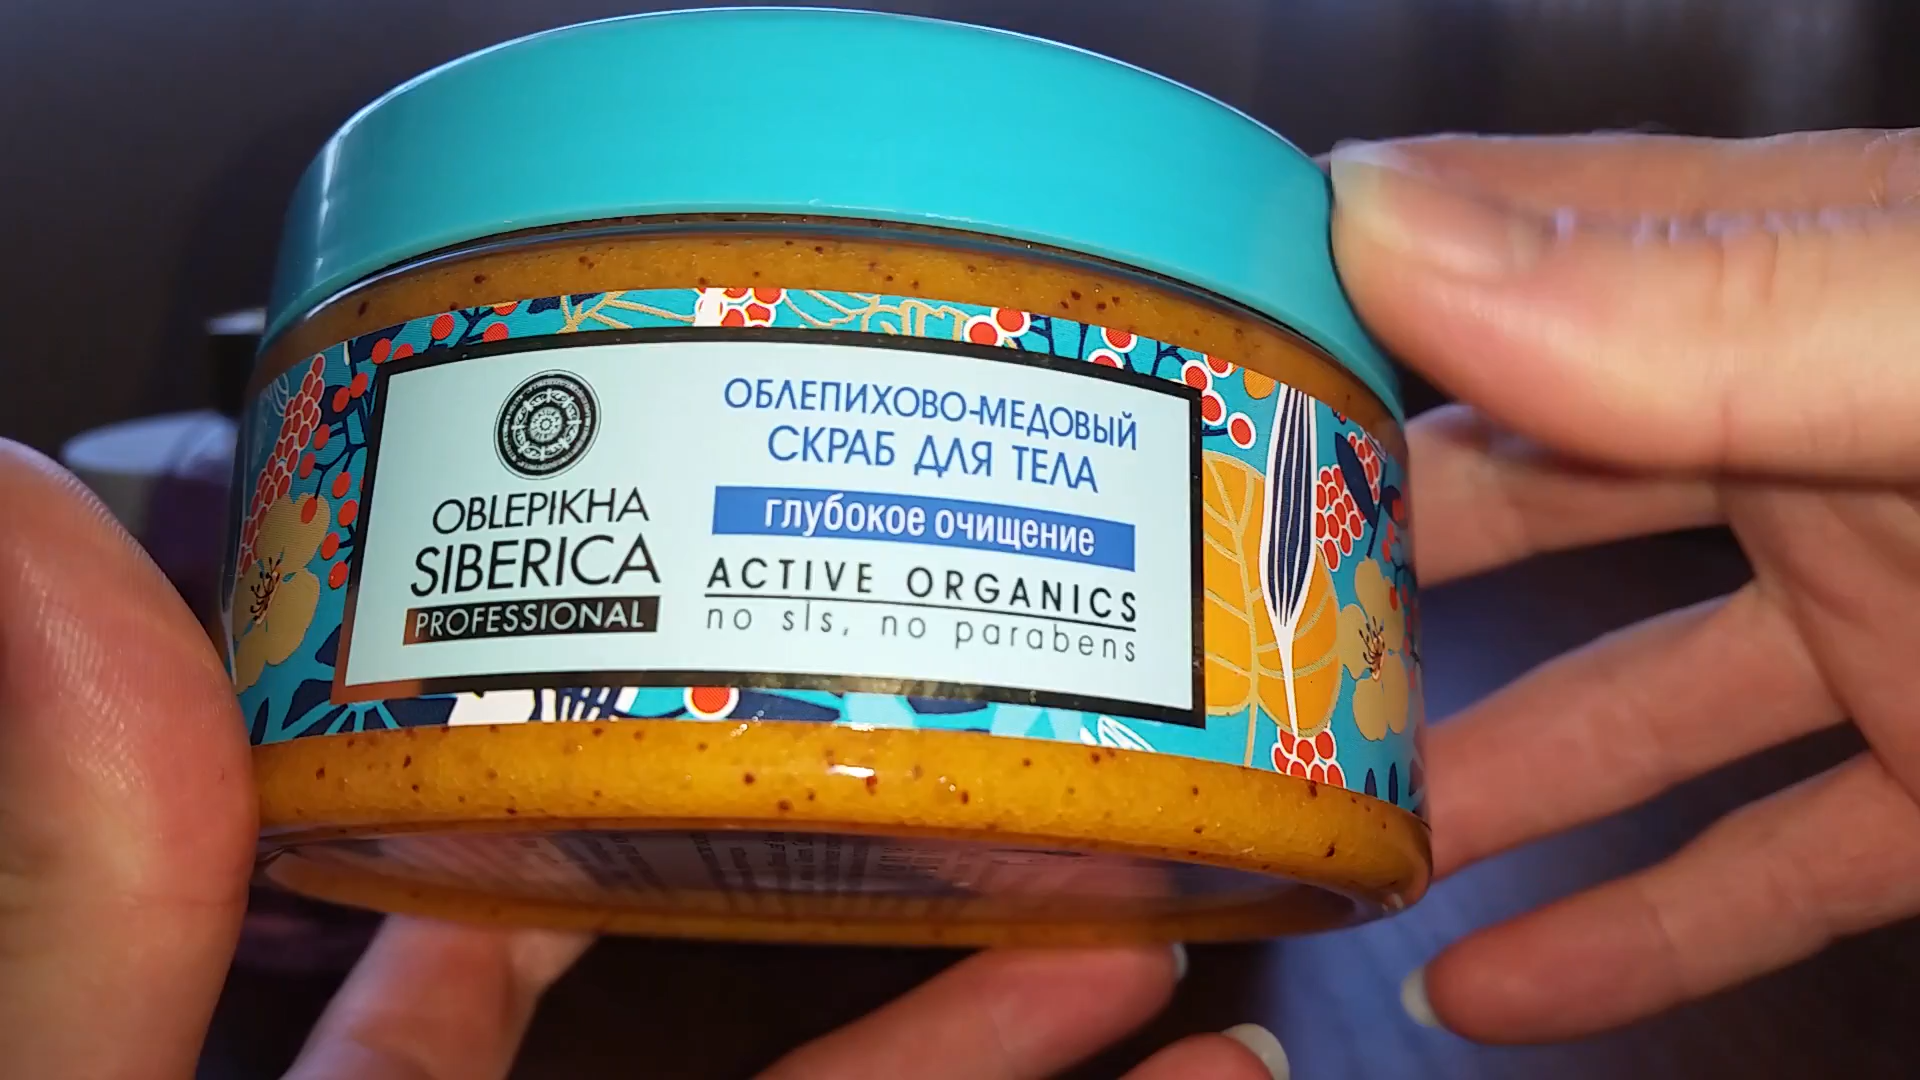 OBLEPIKHA
SIBERICA
PROFESSIONAL
ОБЛЕПИХОВО-МЕДОВЫЙ
СКРАБ ДЛЯ ТЕЛА
глубокое очищение
ACTIVE ORGANICS
no sls, no parabens